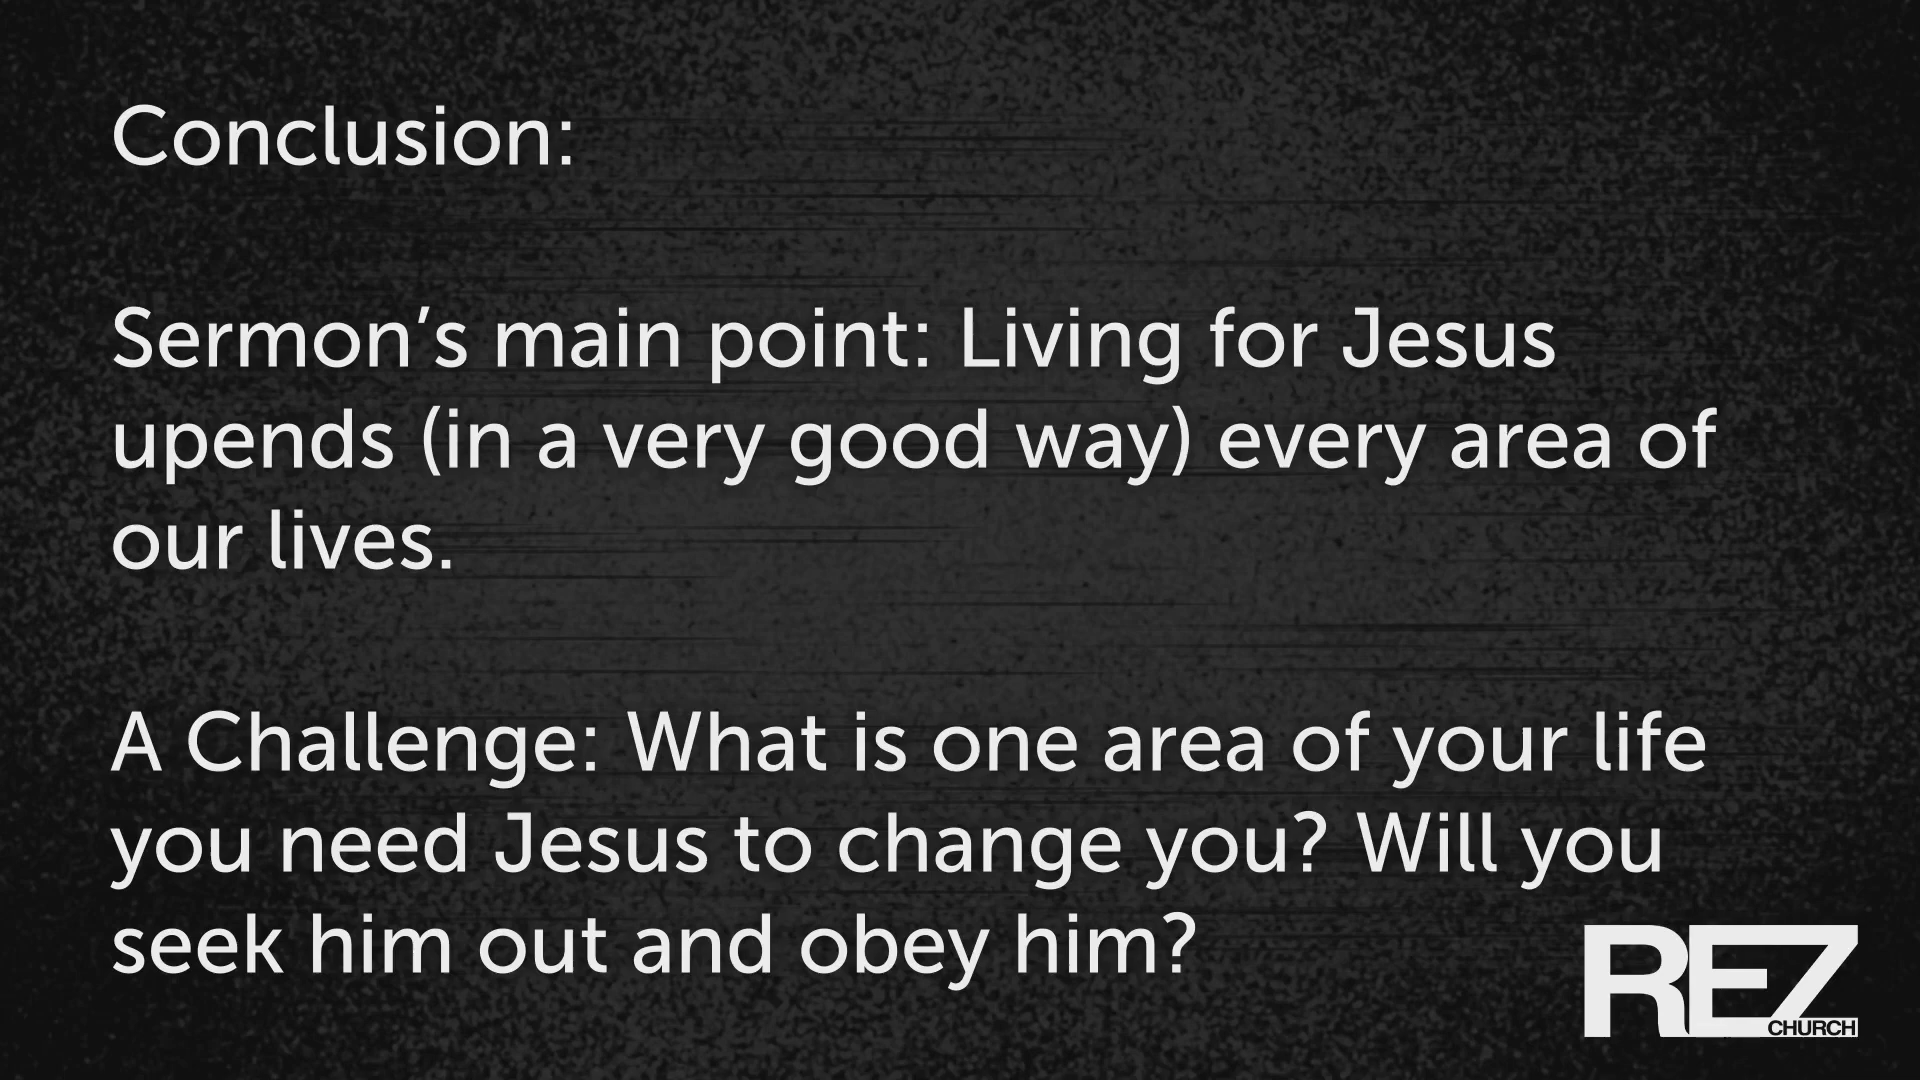 Conclusion:
Sermon’s main point: Living for Jesus
upends (in a very good way) every area of
our lives.
A Challenge: What is one area of your life
you need Jesus to change you? Will you
seek him out and obey him?
REZ
CHURCH